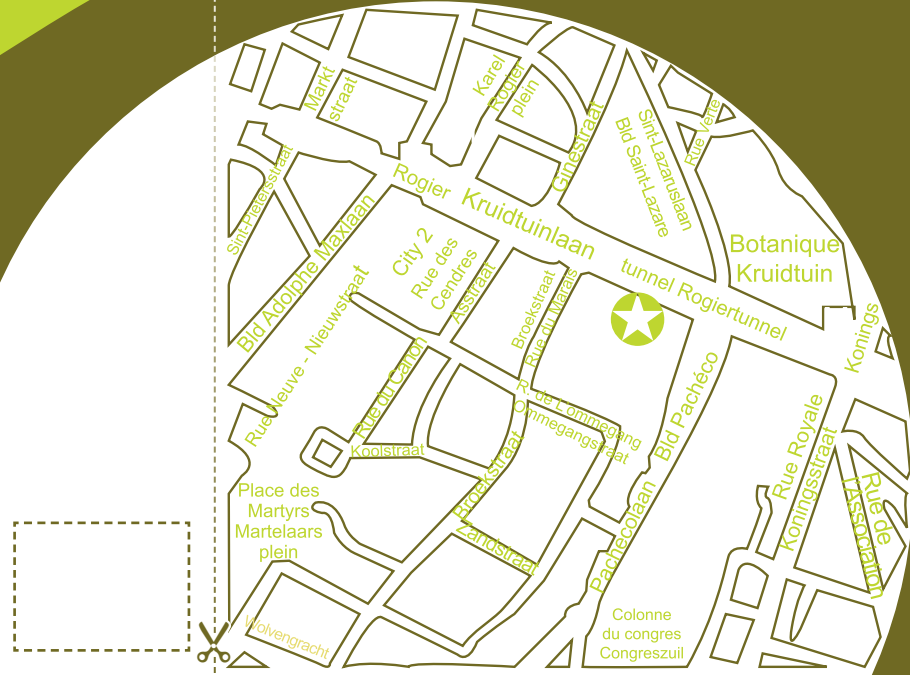 Markt
straat
Karel
Rogier
plein
Ginestraat
Sint-Lazaruslaan
Bld Saint-Lazare
Rue Verte
Sint-Pietersstraat
Rogier
Kruidtuinlaan
Botanique
Kruidtuin
Bld Adolphe Maxlaan
City 2
Rue des
Cendres
Asstraat
tunnel Rogiertunnel
Broekstraat
Rue du Marais
Konings
Rue Neuve - Nieuwstraat
Rue du Canon
R. de L'ommegang
Ommegangstraat
Bld Pachéco
Pachecolaan
Rue Royale
Koningsstraat
Koolstraat
Broekstraat
Rue de
l'Association
Place des
Martyrs
Martelaars
plein
Zandstraat
Wolvengracht
Colonne
du congres
Congreszuil